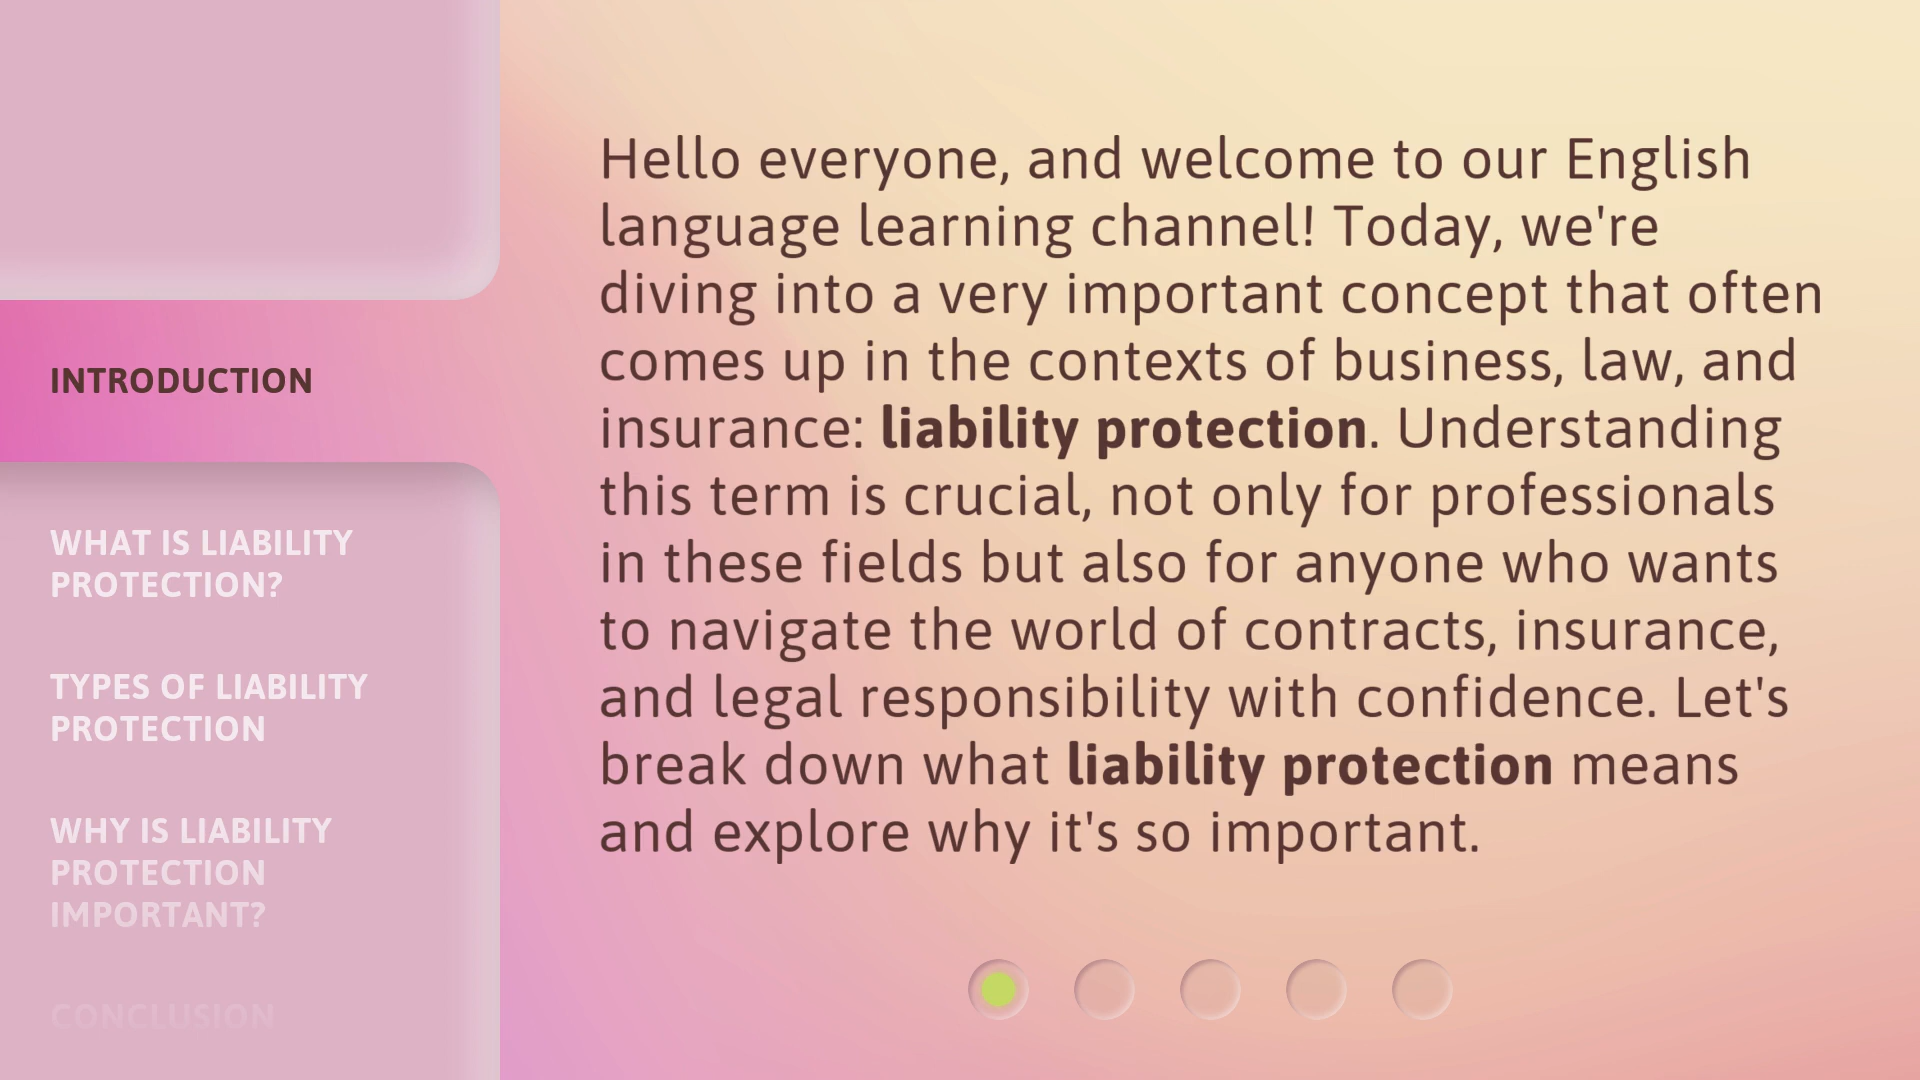 INTRODUCTION
WHAT IS LIABILITY
PROTECTION?
TYPES OF LIABILITY
PROTECTION
WHY IS LIABILITY
PROTECTION
IMPORTANT?
CONCLUSION
Hello everyone, and welcome to our English
language learning channel! Today, we're
diving into a very important concept that often
comes up in the contexts of business, law, and
insurance: liability protection. Understanding
this term is crucial, not only for professionals
in these fields but also for anyone who wants
to navigate the world of contracts, insurance,
and legal responsibility with confidence. Let's
break down what liability protection means
and explore why it's so important.